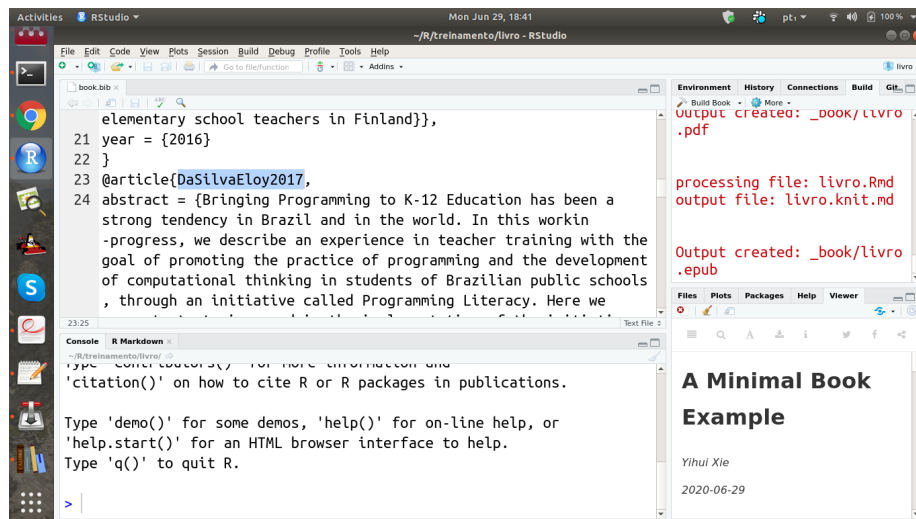 Activities RStudio Mon Jun 29, 18:41 pt₁ 100 %
~/R/treinamento/livro - RStudio
File Edit Code View Plots Session Build Debug Profile Tools Help
Go to file/function Addins livro
book.bib
elementary school teachers in Finland}},
21 year = {2016}
22 }
23 @article{DaSilvaEloy2017,
24 abstract = {Bringing Programming to K-12 Education has been a
strong tendency in Brazil and in the world. In this workin
-progress, we describe an experience in teacher training with the
goal of promoting the practice of programming and the development
of computational thinking in students of Brazilian public schools
, through an initiative called Programming Literacy. Here we
23:25 Text File
Console R Markdown
~/R/treinamento/livro/
Type 'contributors()' for more information and
'citation()' on how to cite R or R packages in publications.
Type 'demo()' for some demos, 'help()' for on-line help, or
'help.start()' for an HTML browser interface to help.
Type 'q()' to quit R.
>
Environment History Connections Build Git
Build Book More
Output created: _book/livro
.pdf
processing file: livro.Rmd
output file: livro.knit.md
Output created: _book/livro
.epub
Files Plots Packages Help Viewer
A Minimal Book
Example
Yihui Xie
2020-06-29